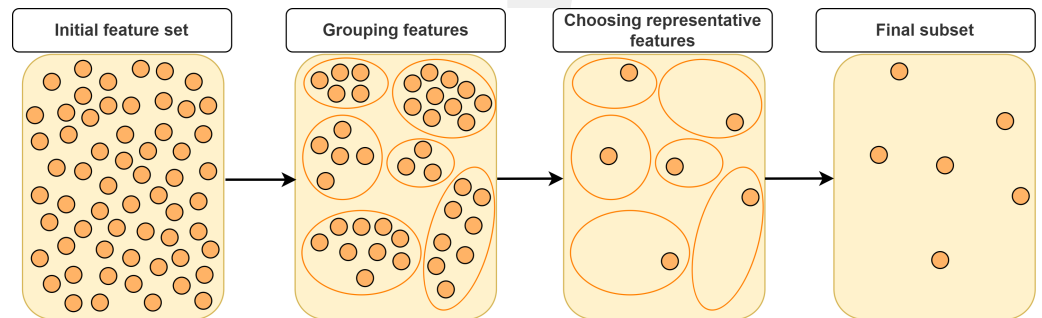 Initial feature set
Grouping features
Choosing representative
features
Final subset